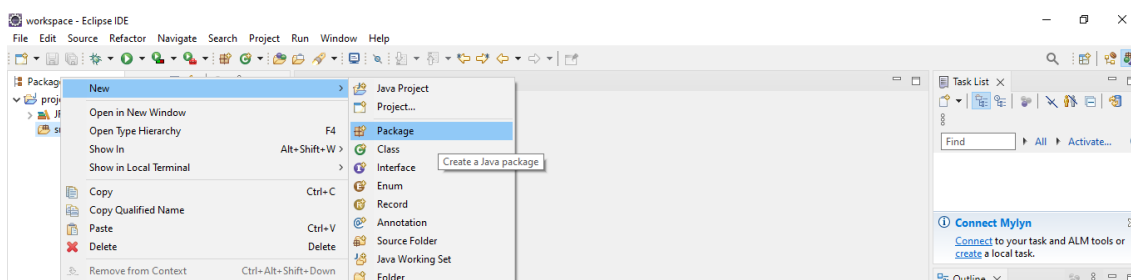 workspace - Eclipse IDE
File Edit Source Refactor Navigate Search Project Run Window Help
Packag
proj
New
Open in New Window
Open Type Hierarchy F4
Show In Alt+Shift+W >
Show in Local Terminal
Copy Ctrl+C
Copy Qualified Name
Paste Ctrl+V
Delete Delete
Remove from Context Ctrl+Alt+Shift+Down
Java Project
Project...
Package
Class
Create a Java package
Interface
Enum
Record
Annotation
Source Folder
Java Working Set
Folder
Task List
Find All Activate...
Connect Mylyn
Connect to your task and ALM tools or
create a local task.
Outline